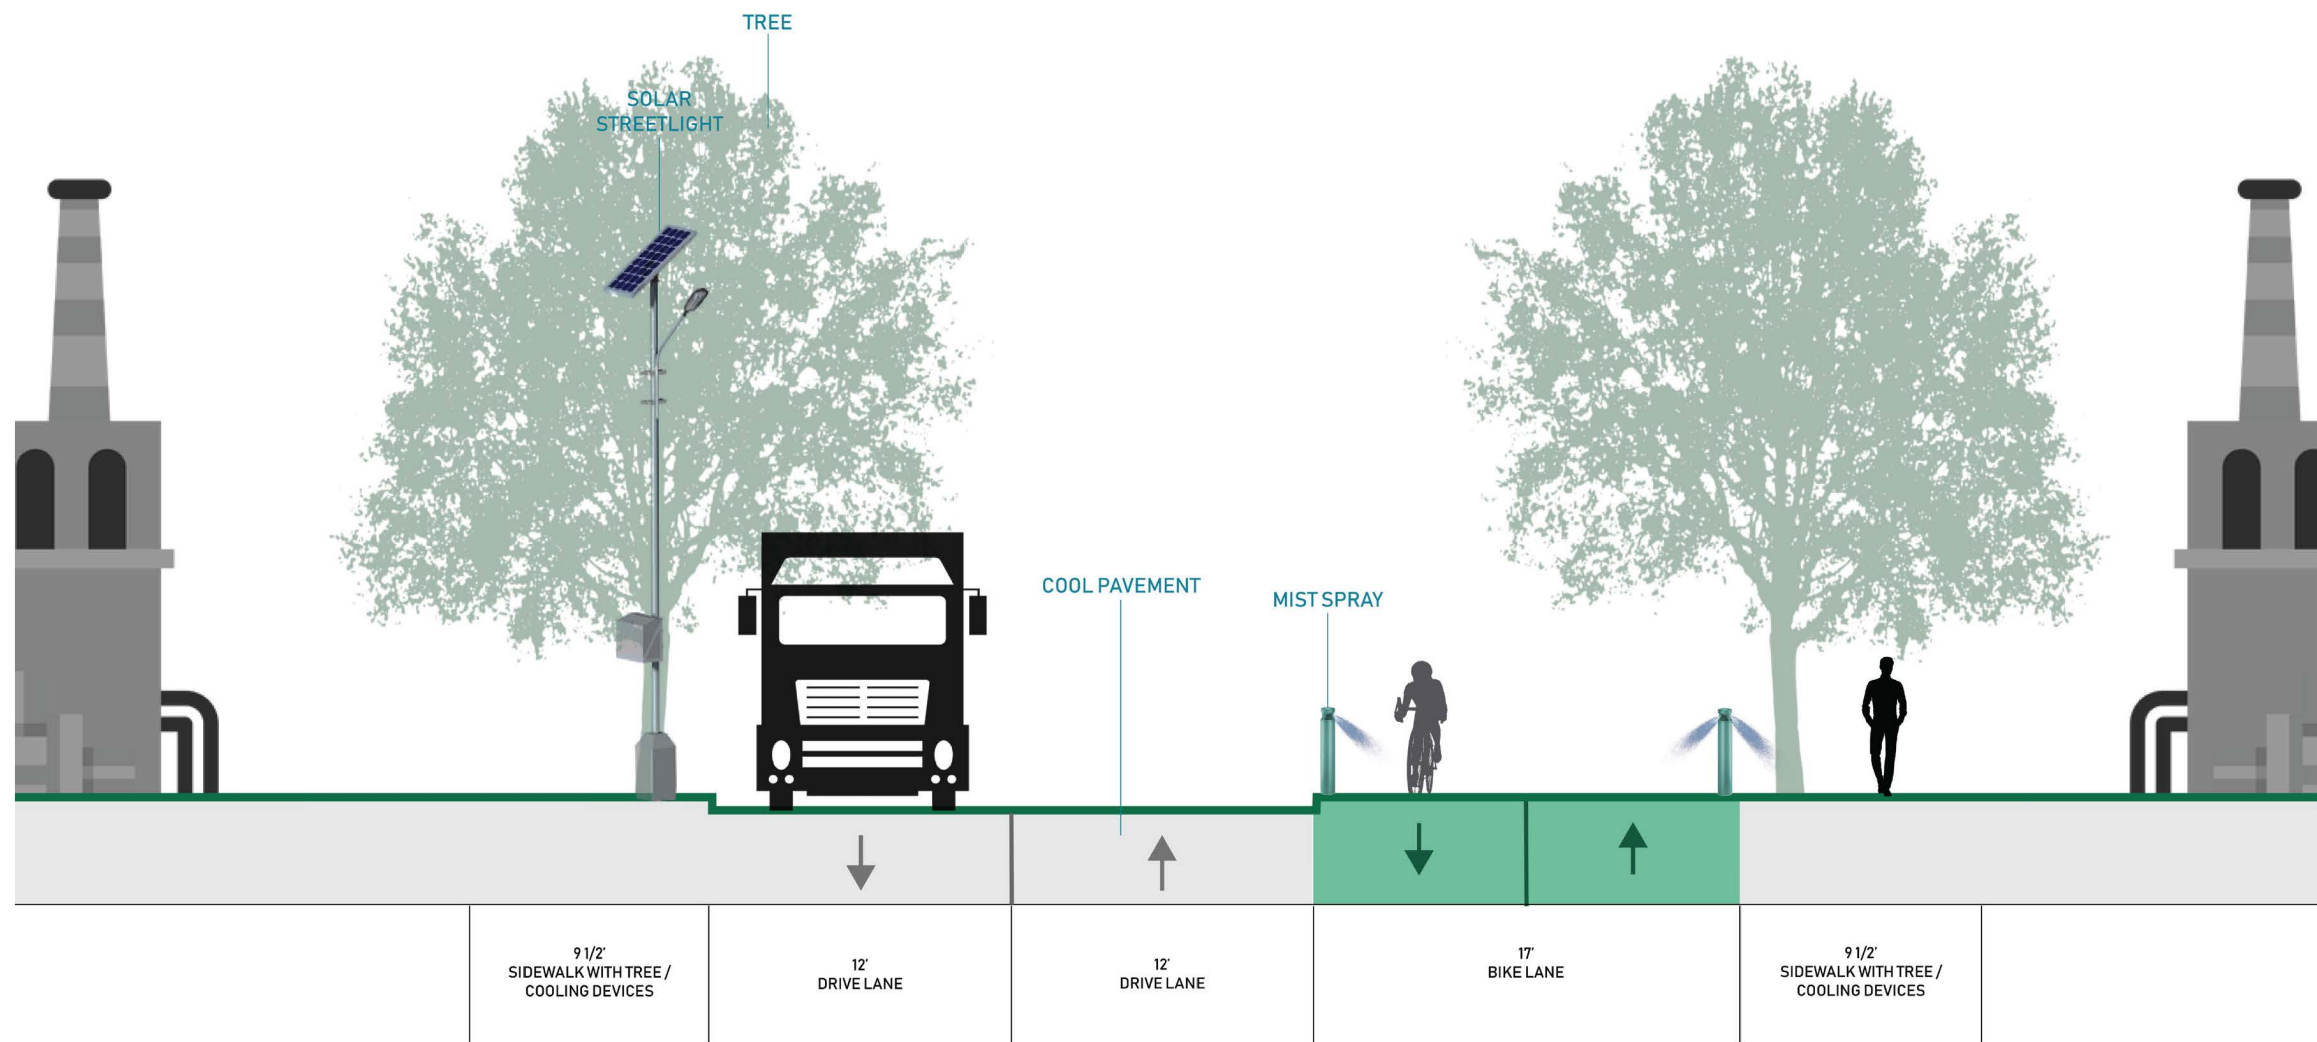 TREE
SOLAR
STREETLIGHT
COOL PAVEMENT
MIST SPRAY
9 1/2'
SIDEWALK WITH TREE /
COOLING DEVICES
12'
DRIVE LANE
12'
DRIVE LANE
17'
BIKE LANE
9 1/2'
SIDEWALK WITH TREE /
COOLING DEVICES